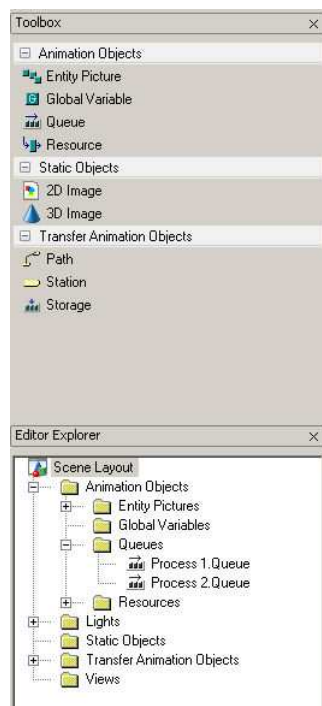 Toolbox
Animation Objects
Entity Picture
Global Variable
Queue
Resource
Static Objects
2D Image
3D Image
Transfer Animation Objects
Path
Station
Storage
Editor Explorer
Scene Layout
Animation Objects
Entity Pictures
Global Variables
Queues
Process 1.Queue
Process 2.Queue
Resources
Lights
Static Objects
Transfer Animation Objects
Views